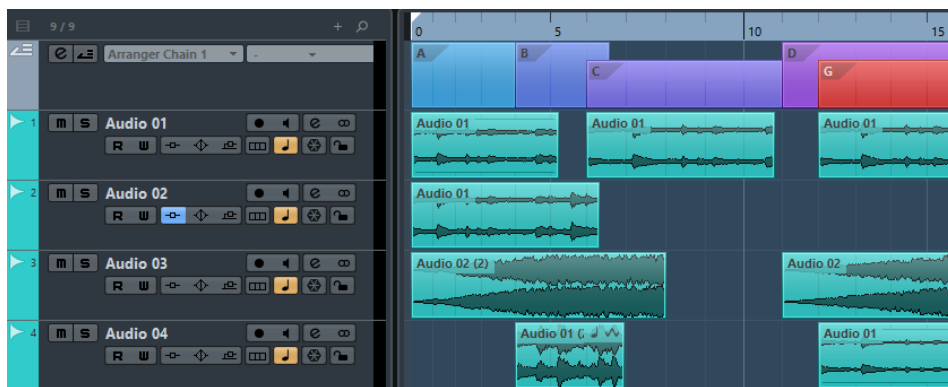 9/9
0 5 10 15
e Arranger Chain 1 -
A B C D G
1 m S Audio 01 e
R W
Audio 01 Audio 01 Audio 01
2 m S Audio 02 e
R W
Audio 01
3 m S Audio 03 e
R W
Audio 02 (2) Audio 02
4 m S Audio 04 e
R W
Audio 01 (2 Audio 01